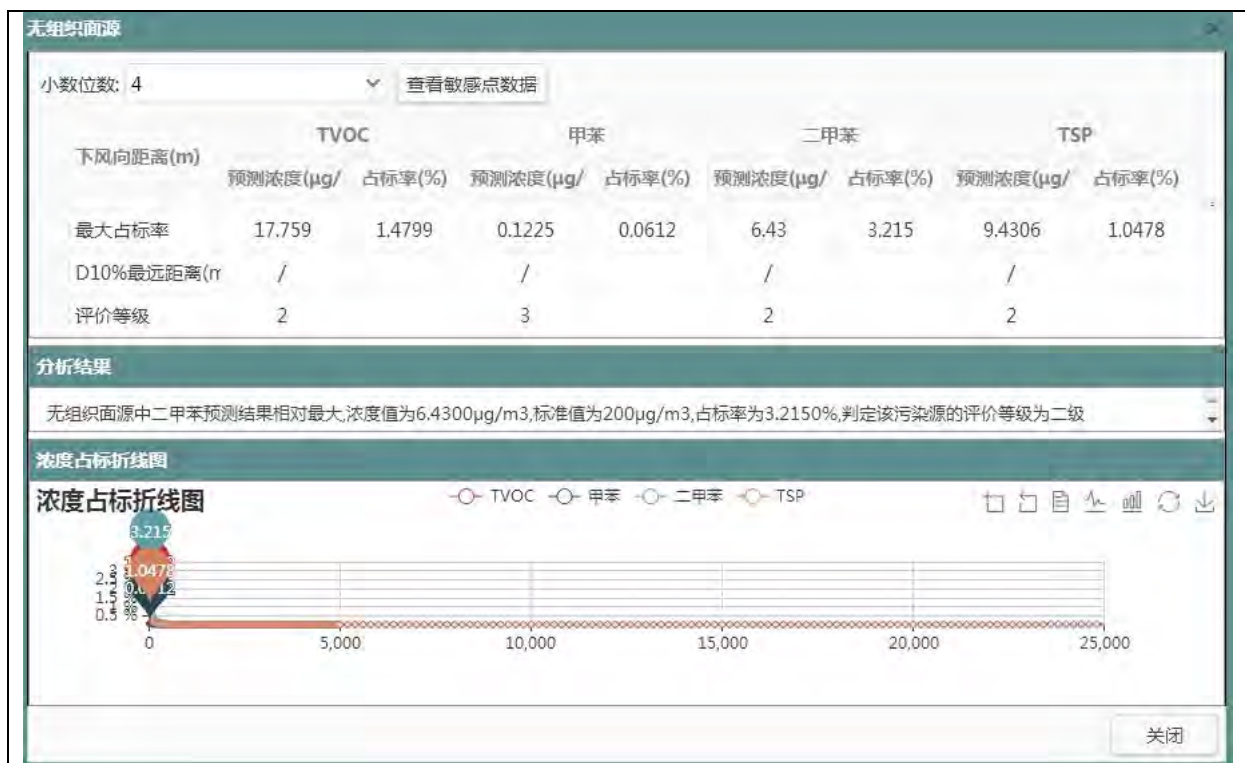 无组织面源
小数位数: 4 查看敏感点数据
TVOC 甲苯 二甲苯 TSP
下风向距离(m)
预测浓度(μg/ 占标率(%) 预测浓度(μg/ 占标率(%) 预测浓度(μg/ 占标率(%) 预测浓度(μg/ 占标率(%)
最大占标率 17.759 1.4799 0.1225 0.0612 6.43 3.215 9.4306 1.0478
D10%最远距离(m / / / /
评价等级 2 3 2 2
分析结果
无组织面源中二甲苯预测结果相对最大,浓度值为6.4300μg/m3,标准值为200μg/m3,占标率为3.2150%,判定该污染源的评价等级为二级
浓度占标折线图
浓度占标折线图 TVOC 甲苯 二甲苯 TSP
3.215
1.0478
0.5 %
0 5,000 10,000 15,000 20,000 25,000
关闭